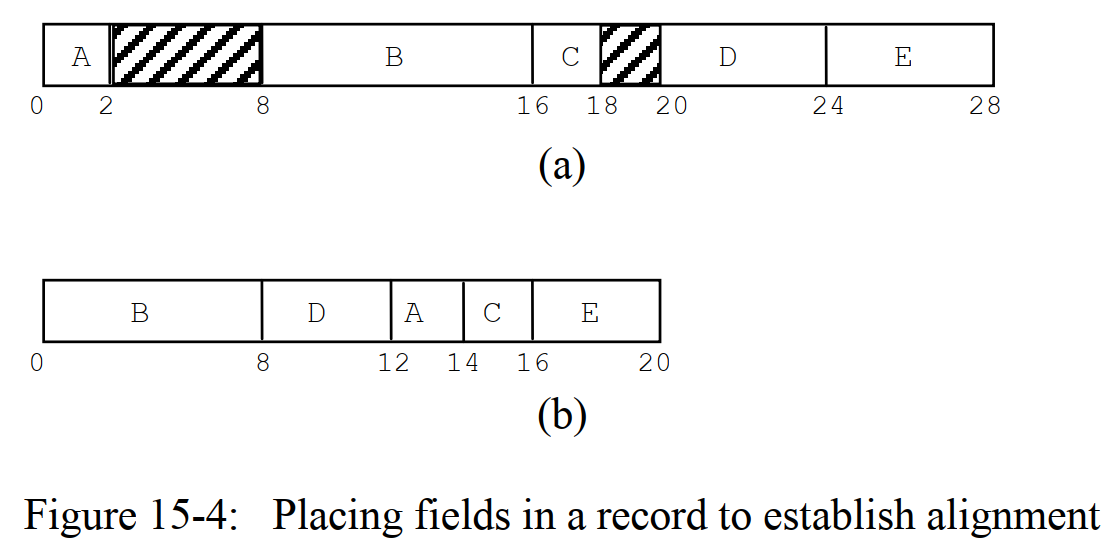 A B C D E
0 2 8 16 18 20 24 28
(a)
B D A C E
0 8 12 14 16 20
(b)
Figure 15-4: Placing fields in a record to establish alignment